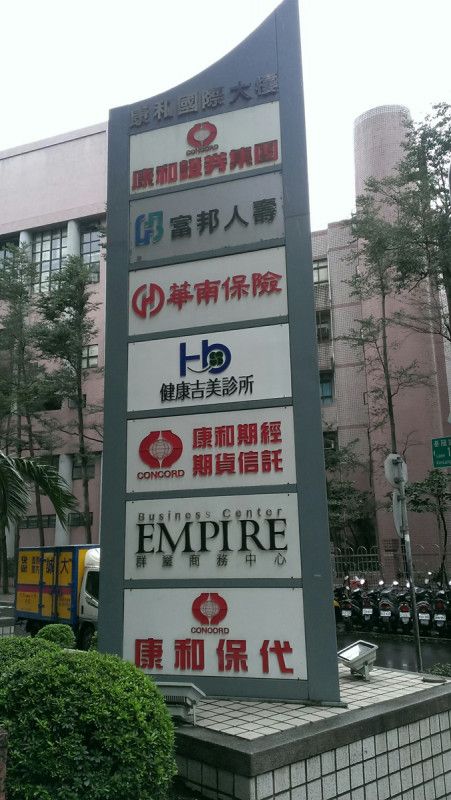 康和國際大樓
CONCORD
康和證券集團
富邦人壽
華南保險
Hb
健康吉美診所
CONCORD
康和期經
期貨信託
Business Center
EMPIRE
群寶商務中心
CONCORD
康和保代